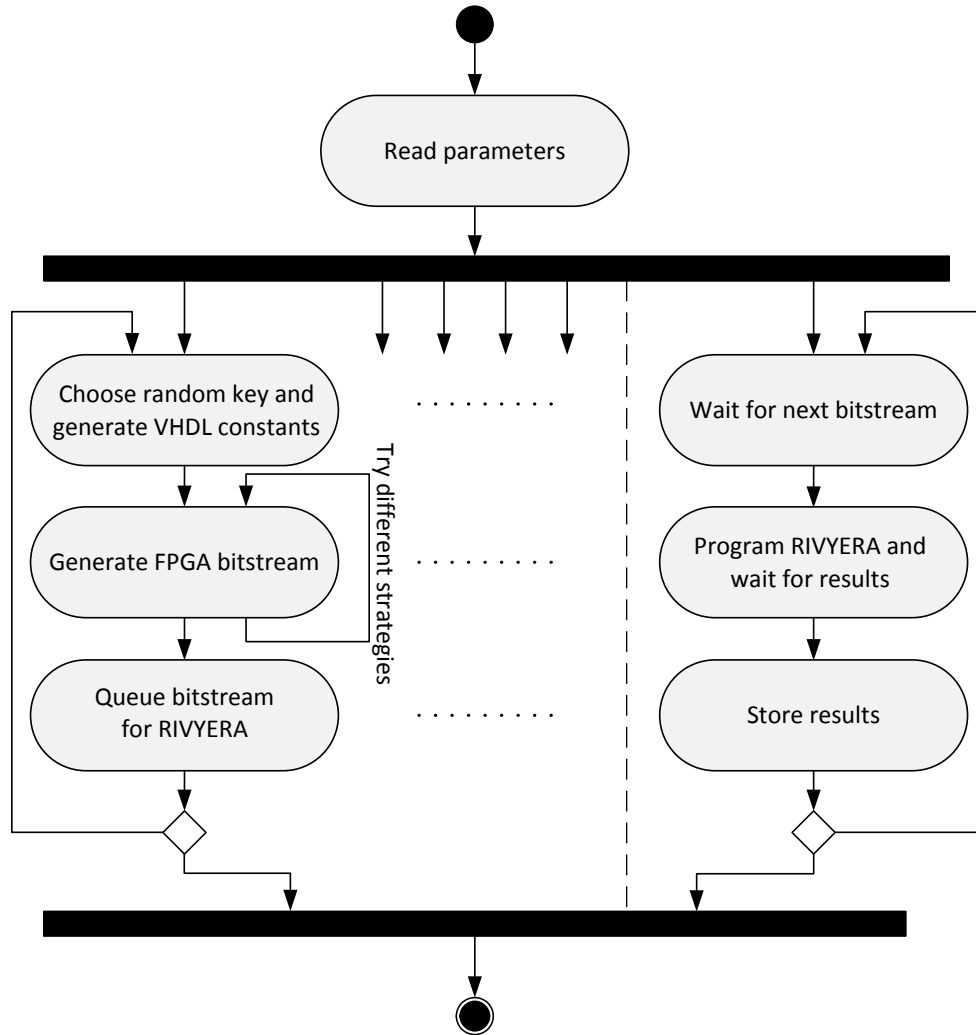 Read parameters
Choose random key and
generate VHDL constants
. . . . . . . . .
Wait for next bitstream
Try different strategies
Generate FPGA bitstream
. . . . . . . . .
Program RIVYERA and
wait for results
Queue bitstream
for RIVYERA
. . . . . . . . .
Store results